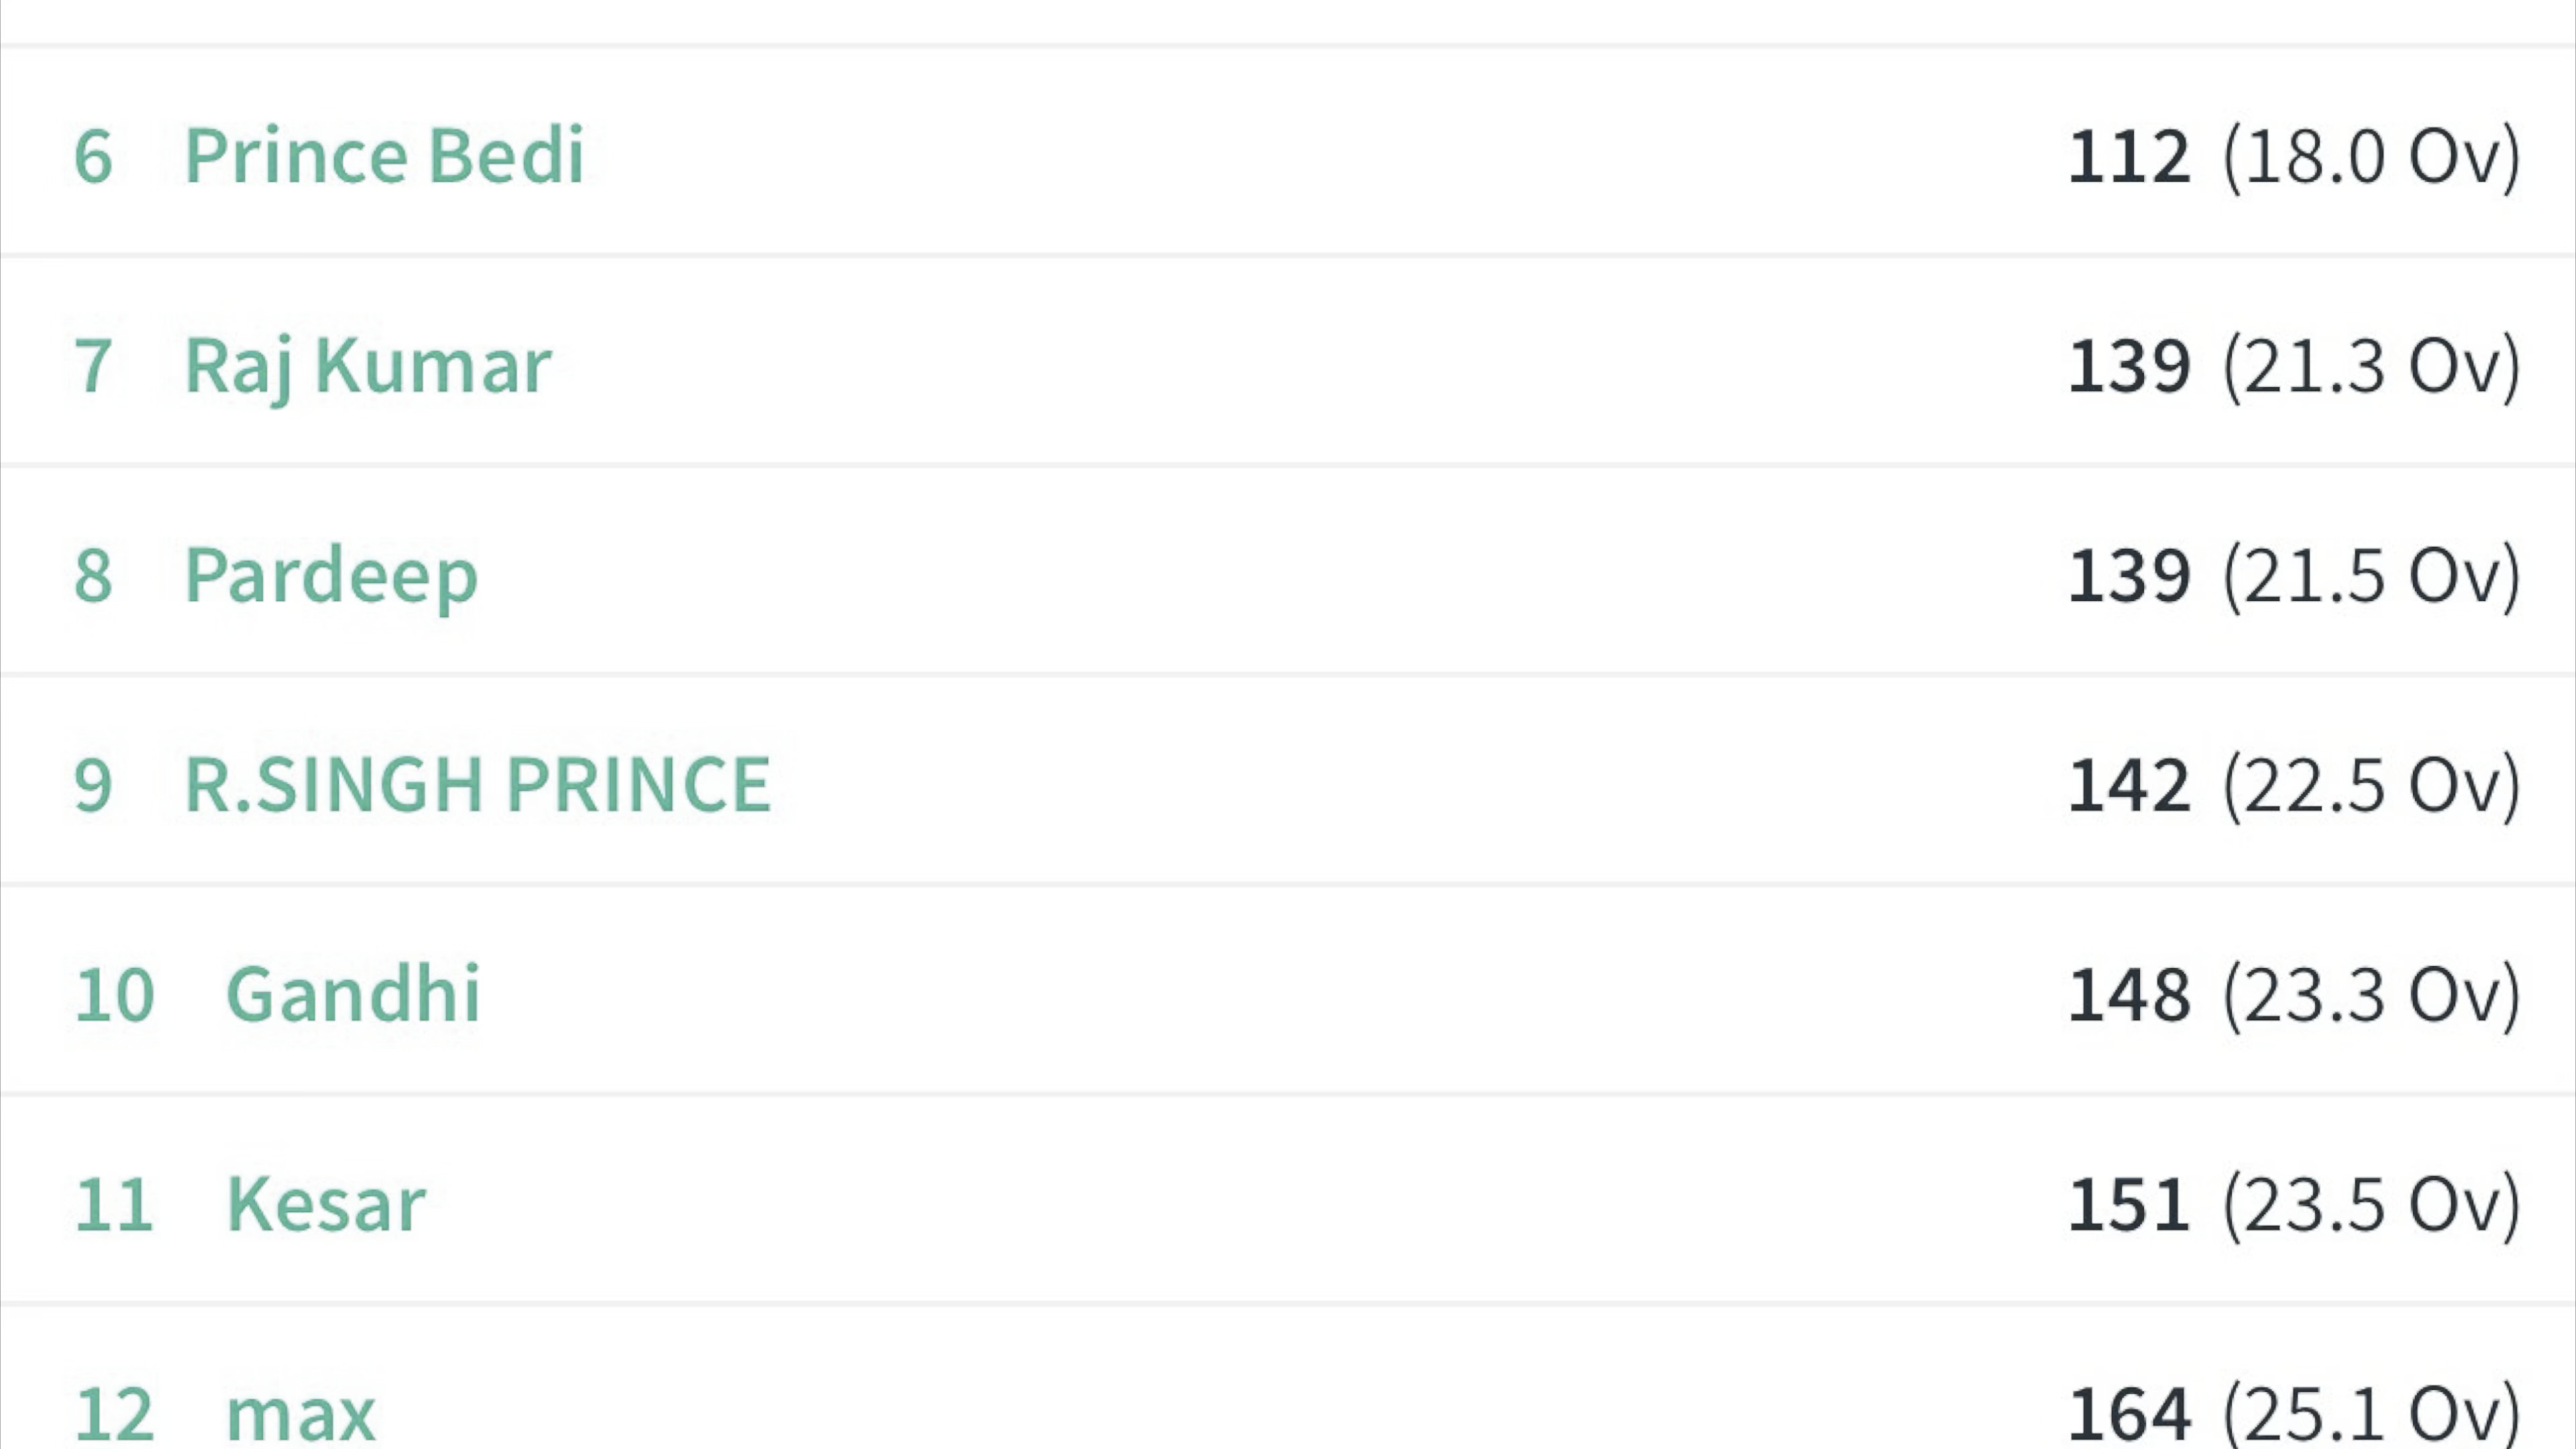 6 Prince Bedi 112 (18.0 Ov)
7 Raj Kumar 139 (21.3 Ov)
8 Pardeep 139 (21.5 Ov)
9 R.SINGH PRINCE 142 (22.5 Ov)
10 Gandhi 148 (23.3 Ov)
11 Kesar 151 (23.5 Ov)
12 max 164 (25.1 Ov)